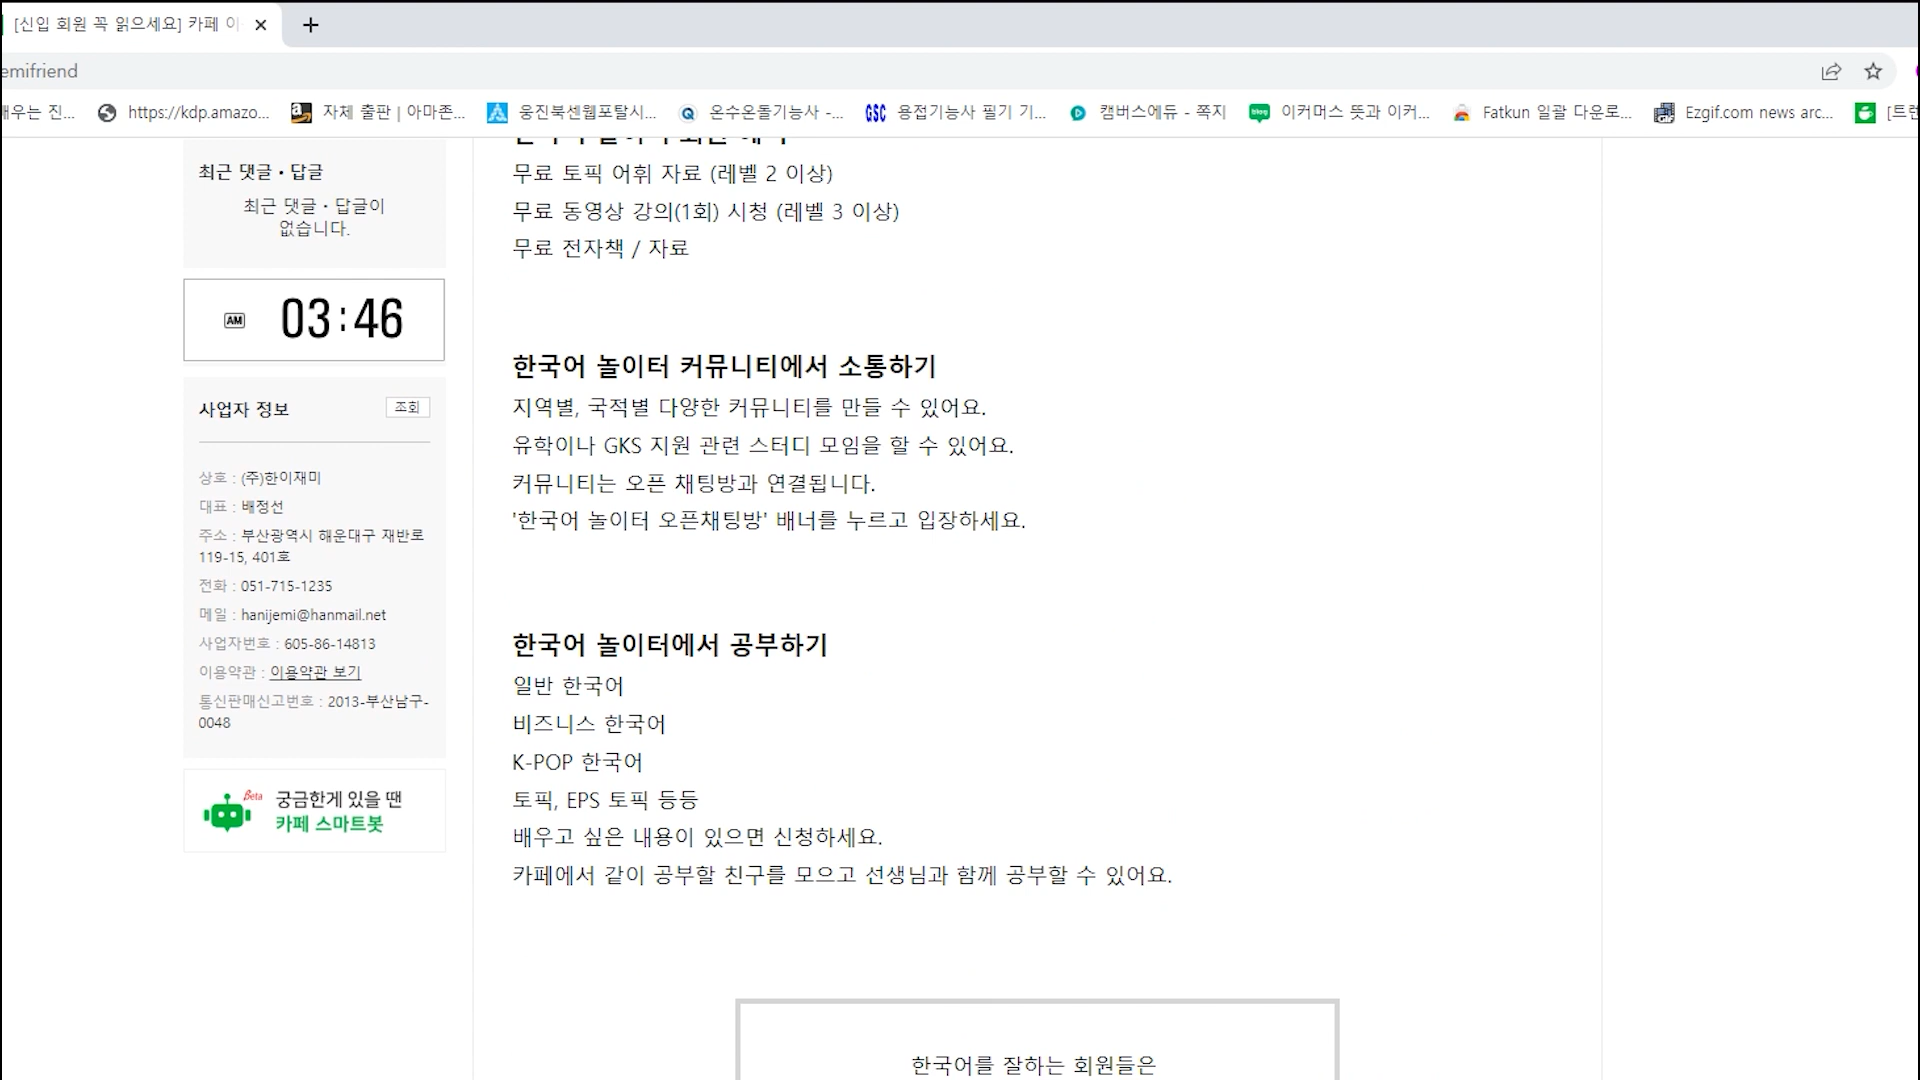 [신입 회원 꼭 읽으세요] 카페 이
emifriend
배우는 진...
https://kdp.amazo...
자체 출판 | 아마존...
웅진북센웹포탈시...
온수온돌기능사 -...
GSC 용접기능사 필기 기...
캠버스에듀 - 쪽지
blog 이커머스 뜻과 이커...
Fatkun 일괄 다운로...
Ezgif.com news arc...
[트렌
최근 댓글・답글
최근 댓글・답글이
없습니다.
AM 03:46
사업자 정보 조회
상호 : (주)한이재미
대표 : 배정선
주소 : 부산광역시 해운대구 재반로
119-15, 401호
전화 : 051-715-1235
메일 : hanijemi@hanmail.net
사업자번호 : 605-86-14813
이용약관 : 이용약관 보기
통신판매신고번호 : 2013-부산남구-
0048
Beta 궁금한게 있을 땐
카페 스마트봇
무료 토픽 어휘 자료 (레벨 2 이상)
무료 동영상 강의(1회) 시청 (레벨 3 이상)
무료 전자책 / 자료
한국어 놀이터 커뮤니티에서 소통하기
지역별, 국적별 다양한 커뮤니티를 만들 수 있어요.
유학이나 GKS 지원 관련 스터디 모임을 할 수 있어요.
커뮤니티는 오픈 채팅방과 연결됩니다.
'한국어 놀이터 오픈채팅방' 배너를 누르고 입장하세요.
한국어 놀이터에서 공부하기
일반 한국어
비즈니스 한국어
K-POP 한국어
토픽, EPS 토픽 등등
배우고 싶은 내용이 있으면 신청하세요.
카페에서 같이 공부할 친구를 모으고 선생님과 함께 공부할 수 있어요.
한국어를 잘하는 회원들은